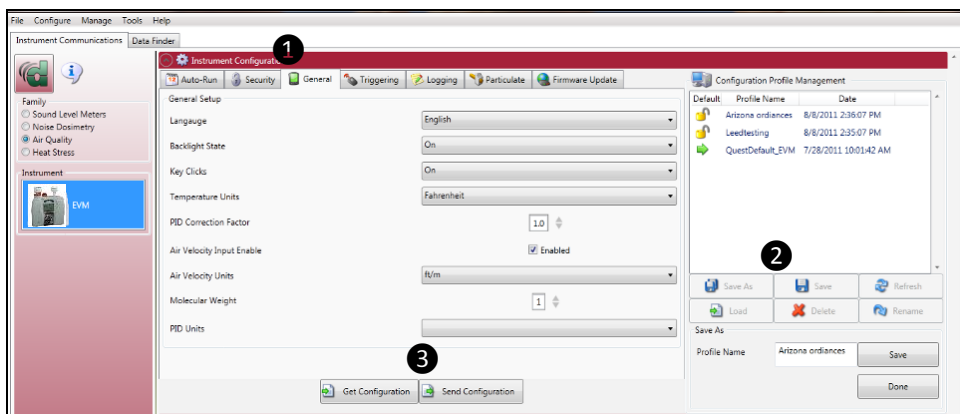 File Configure Manage Tools Help
Instrument Communications Data Finder
1
Instrument Configuration
Auto-Run Security General Triggering Logging Particulate Firmware Update
Configuration Profile Management
Family
Sound Level Meters
Noise Dosimetry
Air Quality
Heat Stress
Instrument
EVM
General Setup
Langauge English
Backlight State On
Key Clicks On
Temperature Units Fahrenheit
PID Correction Factor 1.0
Air Velocity Input Enable Enabled
Air Velocity Units ft/m
Molecular Weight 1
PID Units
3
Get Configuration Send Configuration
Default Profile Name Date
Arizona ordiances 8/8/2011 2:36:07 PM
Leedtesting 8/8/2011 2:35:07 PM
QuestDefault_EVM 7/28/2011 10:01:42 AM
2
Save As Save Refresh
Load Delete Rename
Save As
Profile Name Arizona ordiances Save
Done